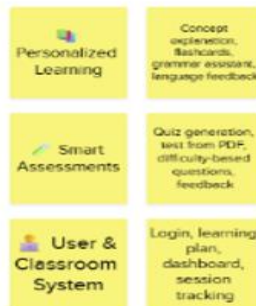 Personalized
Learning
Concept
explanation,
flashcards,
grammar assistant,
language feedback
Smart
Assessments
Quiz generation,
test from PDF,
difficulty-based
questions,
feedback
User &
Classroom
System
Login, learning
plan,
dashboard,
session
tracking